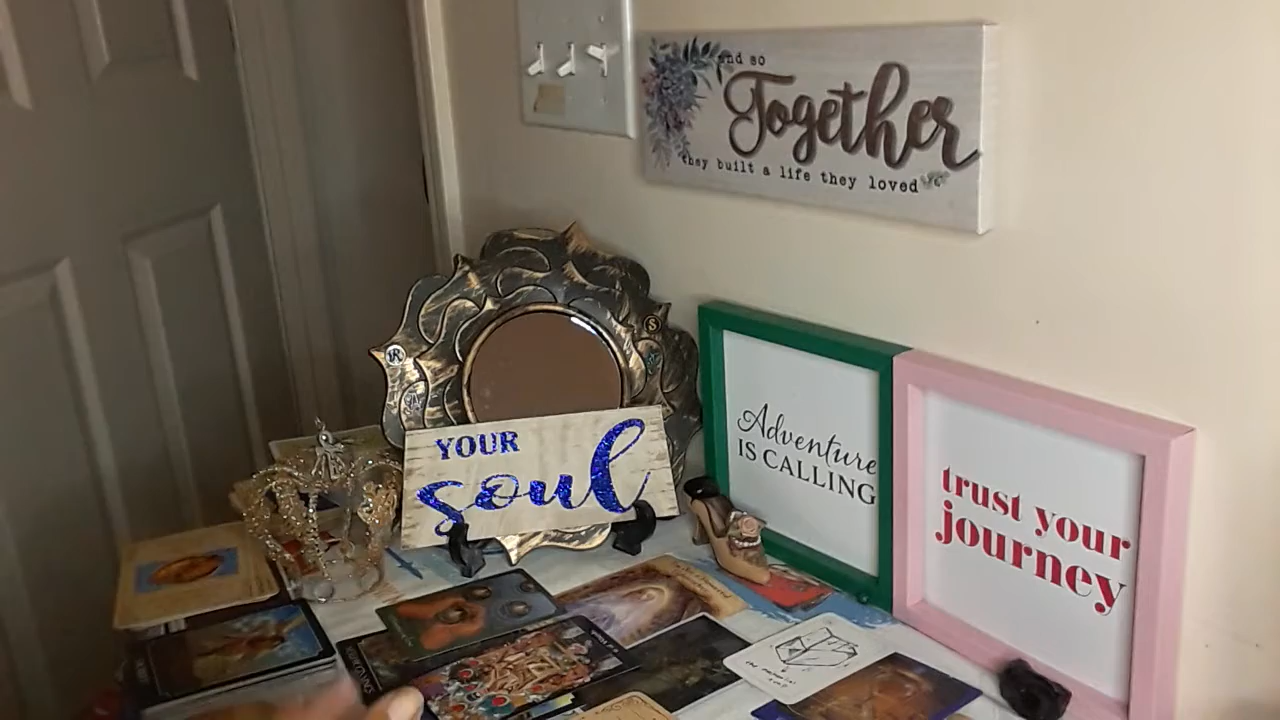 and so
Together
they built a life they loved
YOUR
soul
Adventure
IS CALLING
trust your
journey